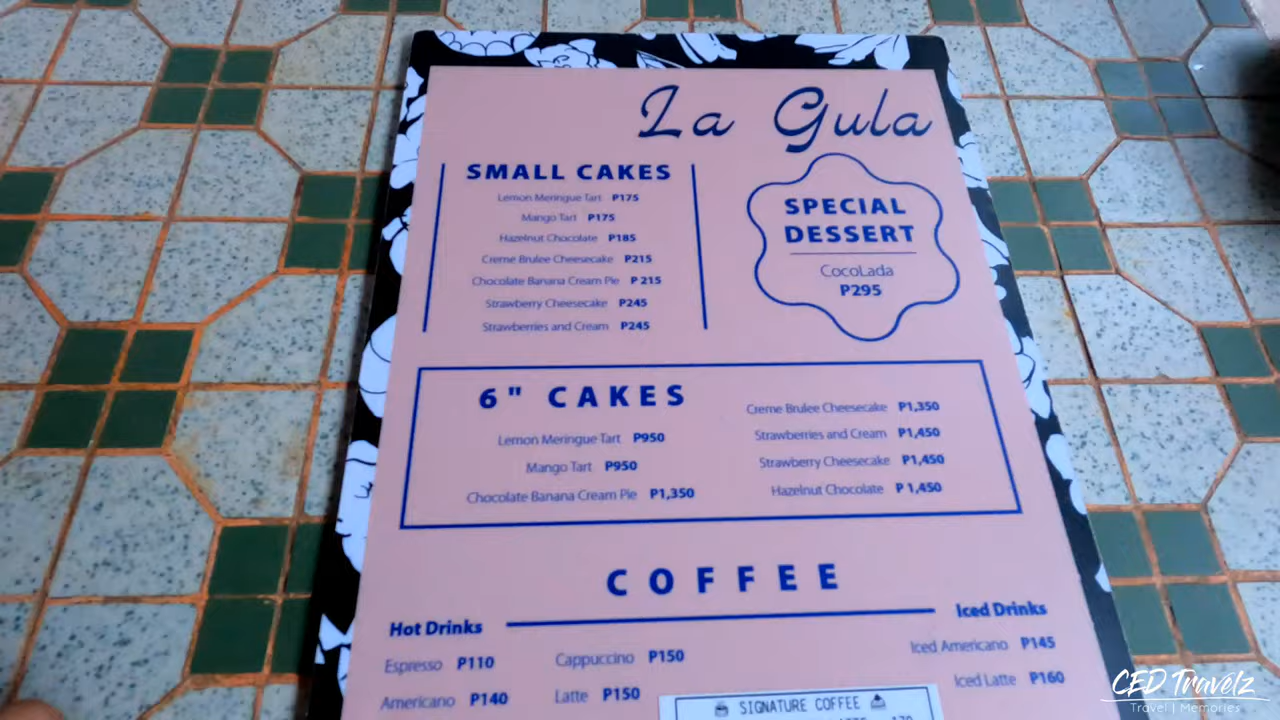 La Gula
SMALL CAKES
Lemon Meringue Tart P175
Mango Tart P175
Hazelnut Chocolate P185
Creme Brulee Cheesecake P215
Chocolate Banana Cream Pie P 215
Strawberry Cheesecake P245
Strawberries and Cream P245
SPECIAL
DESSERT
CocoLada
P295
6" CAKES
Lemon Meringue Tart P950
Mango Tart P950
Chocolate Banana Cream Pie P1,350
Creme Brulee Cheesecake P1,350
Strawberries and Cream P1,450
Strawberry Cheesecake P1,450
Hazelnut Chocolate P 1,450
COFFEE
Hot Drinks
Espresso P110
Americano P140
Cappuccino P150
Latte P150
Iced Drinks
Iced Americano P145
Iced Latte P160
SIGNATURE COFFEE
CED Travelz
Travel | Memories